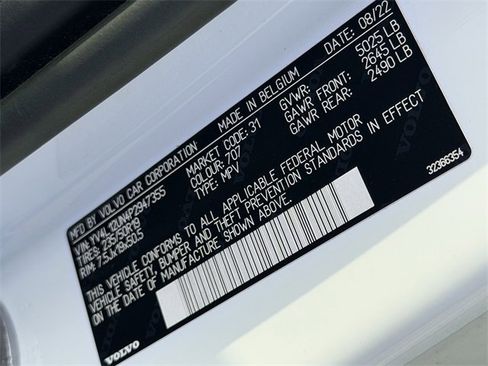 MFD BY VOLVO CAR CORPORATION MADE IN BELGIUM DATE: 08/22
VIN: YV4L12UN4P2947355 MARKET CODE: 31 GVWR: 5025 LB
TIRES: 235/50R19 COLOUR: 707 GAWR FRONT: 2645 LB
RIM: 7.5Jx19x50.5 TYPE: MPV GAWR REAR: 2490 LB
THIS VEHICLE CONFORMS TO ALL APPLICABLE FEDERAL MOTOR
VEHICLE SAFETY, BUMPER AND THEFT PREVENTION STANDARDS IN EFFECT
ON THE DATE OF MANUFACTURE SHOWN ABOVE.
VOLVO
32366354